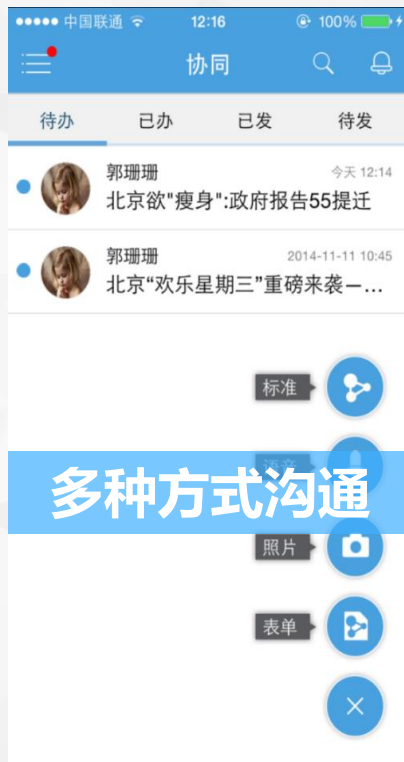 中国联通 12:16 100%
协同
待办 已办 已发 待发
郭珊珊 今天 12:14
北京欲"瘦身":政府报告55提迁
郭珊珊 2014-11-11 10:45
北京“欢乐星期三”重磅来袭—...
标准
多种方式沟通
照片
表单